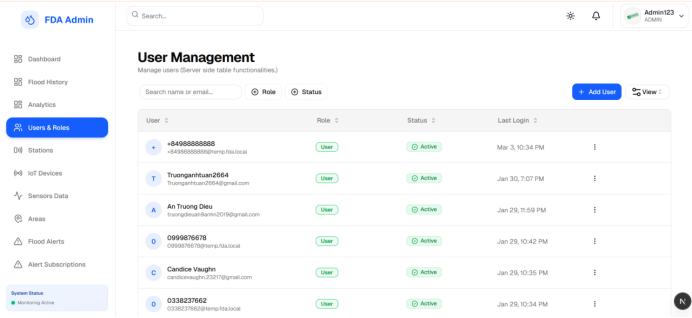 FDA Admin
Search...
Admin123
ADMIN
Dashboard
Flood History
Analytics
Users & Roles
Stations
IoT Devices
Sensors Data
Areas
Flood Alerts
Alert Subscriptions
System Status
Monitoring Active
User Management
Manage users (Server side table functionalities.)
Search name or email...
Role
Status
+ Add User
View
User Role Status Last Login
+ +84988888888 User Active Mar 3, 10:34 PM
+84988888888@temp.fda.local
T Truonganhtuan2664 User Active Jan 30, 7:07 PM
Truonganhtuan2664@gmail.com
A An Truong Dieu User Active Jan 29, 11:59 PM
truongdieuan9antn2019@gmail.com
0 0999876678 User Active Jan 29, 10:42 PM
0999876678@temp.fda.local
C Candice Vaughn User Active Jan 29, 10:35 PM
candicevaughn.23217@gmail.com
0 0338237662 User Active Jan 29, 10:34 PM
0338237662@temp.fda.local
N